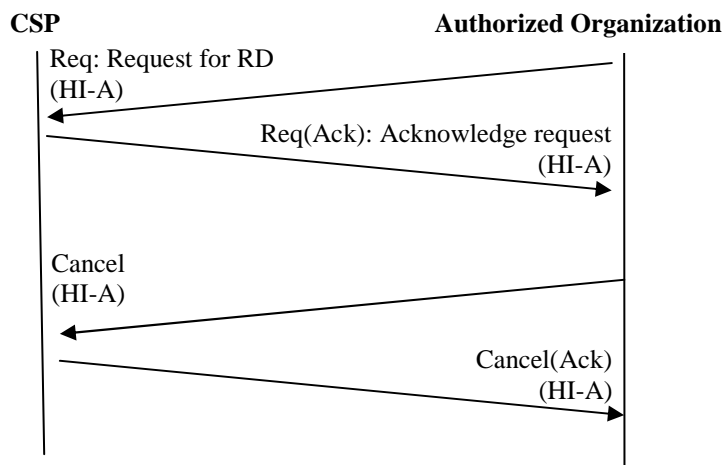 CSP
Authorized Organization
Req: Request for RD
(HI-A)
Req(Ack): Acknowledge request
(HI-A)
Cancel
(HI-A)
Cancel(Ack)
(HI-A)